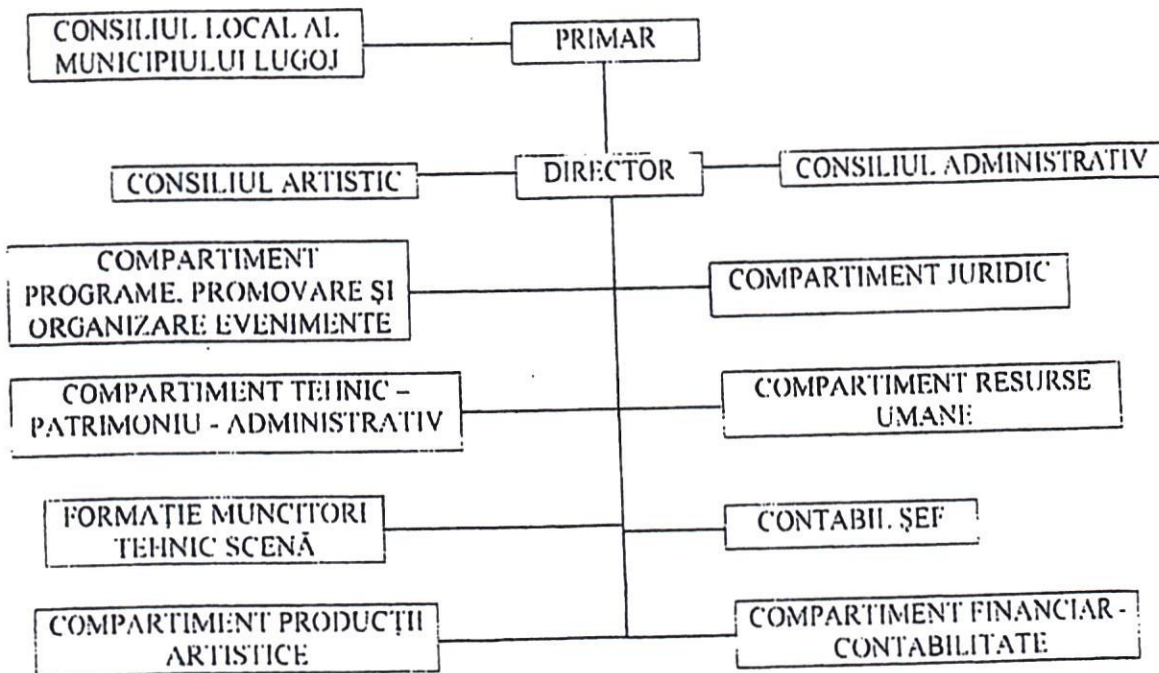 CONSILIUL LOCAL AL
MUNICIPIULUI LUGOJ
PRIMAR
CONSILIUL ARTISTIC
DIRECTOR
CONSILIUL ADMINISTRATIV
COMPARTIMENT
PROGRAME, PROMOVARE ȘI
ORGANIZARE EVENIMENTE
COMPARTIMENT JURIDIC
COMPARTIMENT TEHNIC –
PATRIMONIU - ADMINISTRATIV
COMPARTIMENT RESURSE
UMANE
FORMAȚIE MUNCITORI
TEHNIC SCENĂ
CONTABIL ȘEF
COMPARTIMENT PRODUCȚII
ARTISTICE
COMPARTIMENT FINANCIAR -
CONTABILITATE